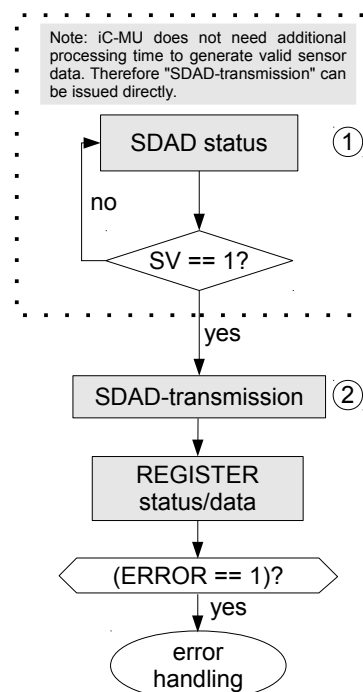 Note: iC-MU does not need additional
processing time to generate valid sensor
data. Therefore "SDAD-transmission" can
be issued directly.
SDAD status
1
no
SV == 1?
yes
SDAD-transmission
2
REGISTER
status/data
(ERROR == 1)?
yes
error
handling